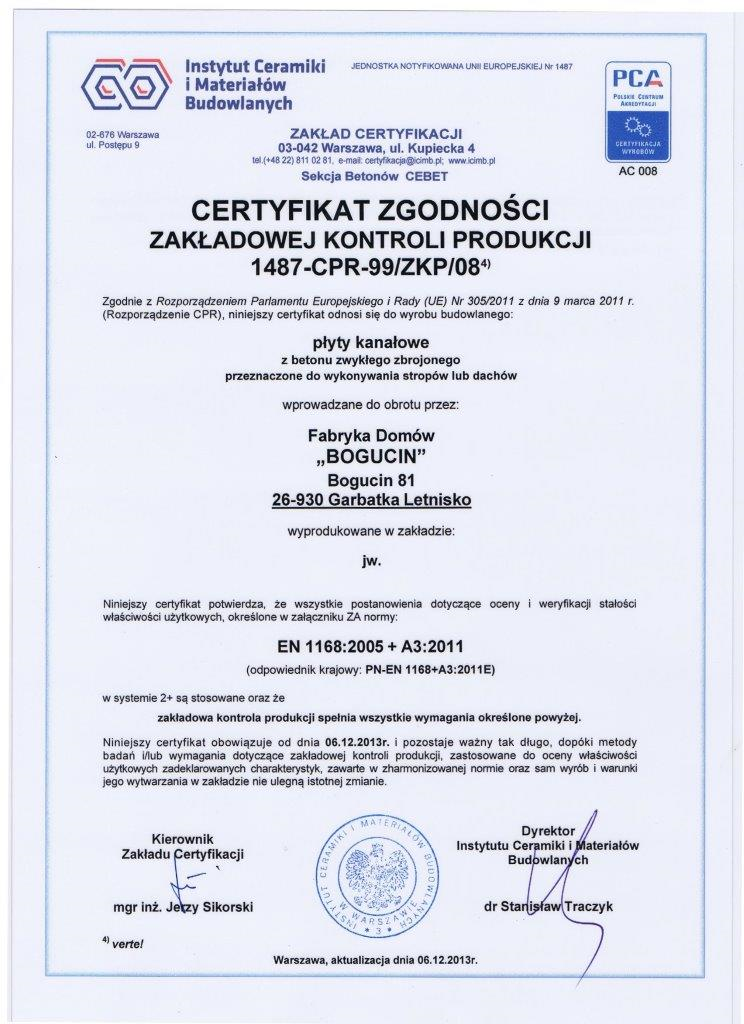 Instytut Ceramiki
i Materiałów
Budowlanych
JEDNOSTKA NOTYFIKOWANA UNII EUROPEJSKIEJ Nr 1487
PCA
POLSKIE CENTRUM
AKREDYTACJI
CERTYFIKACJA
WYROBÓW
AC 008
02-676 Warszawa
ul. Postępu 9
ZAKŁAD CERTYFIKACJI
03-042 Warszawa, ul. Kupiecka 4
tel.(+48 22) 811 02 81, e-mail: certyfikacja@icimb.pl; www.icimb.pl
Sekcja Betonów CEBET
CERTYFIKAT ZGODNOŚCI
ZAKŁADOWEJ KONTROLI PRODUKCJI
1487-CPR-99/ZKP/08⁴⁾
Zgodnie z Rozporządzeniem Parlamentu Europejskiego i Rady (UE) Nr 305/2011 z dnia 9 marca 2011 r.
(Rozporządzenie CPR), niniejszy certyfikat odnosi się do wyrobu budowlanego:
płyty kanałowe
z betonu zwykłego zbrojonego
przeznaczone do wykonywania stropów lub dachów
wprowadzane do obrotu przez:
Fabryka Domów
„BOGUCIN”
Bogucin 81
26-930 Garbatka Letnisko
wyprodukowane w zakładzie:
jw.
Niniejszy certyfikat potwierdza, że wszystkie postanowienia dotyczące oceny i weryfikacji stałości
właściwości użytkowych, określone w załączniku ZA normy:
EN 1168:2005 + A3:2011
(odpowiednik krajowy: PN-EN 1168+A3:2011E)
w systemie 2+ są stosowane oraz że
zakładowa kontrola produkcji spełnia wszystkie wymagania określone powyżej.
Niniejszy certyfikat obowiązuje od dnia 06.12.2013r. i pozostaje ważny tak długo, dopóki metody
badań i/lub wymagania dotyczące zakładowej kontroli produkcji, zastosowane do oceny właściwości
użytkowych zadeklarowanych charakterystyk, zawarte w zharmonizowanej normie oraz sam wyrób i warunki
jego wytwarzania w zakładzie nie ulegną istotnej zmianie.
Kierownik
Zakładu Certyfikacji
mgr inż. Jerzy Sikorski
INSTYTUT CERAMIKI I MATERIAŁÓW BUDOWLANYCH
W WARSZAWIE
* 3 *
Dyrektor
Instytutu Ceramiki i Materiałów
Budowlanych
dr Stanisław Traczyk
⁴⁾ verte!
Warszawa, aktualizacja dnia 06.12.2013r.